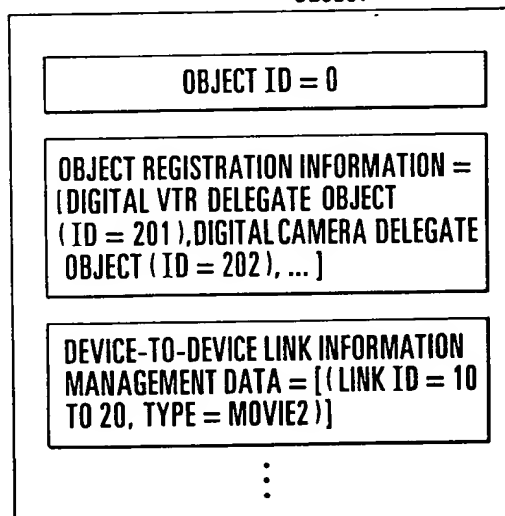 OBJECT ID = 0
OBJECT REGISTRATION INFORMATION =
(DIGITAL VTR DELEGATE OBJECT
(ID = 201), DIGITAL CAMERA DELEGATE
OBJECT (ID = 202), ... ]
DEVICE-TO-DEVICE LINK INFORMATION
MANAGEMENT DATA = [(LINK ID = 10
TO 20, TYPE = MOVIE2)]
⋮